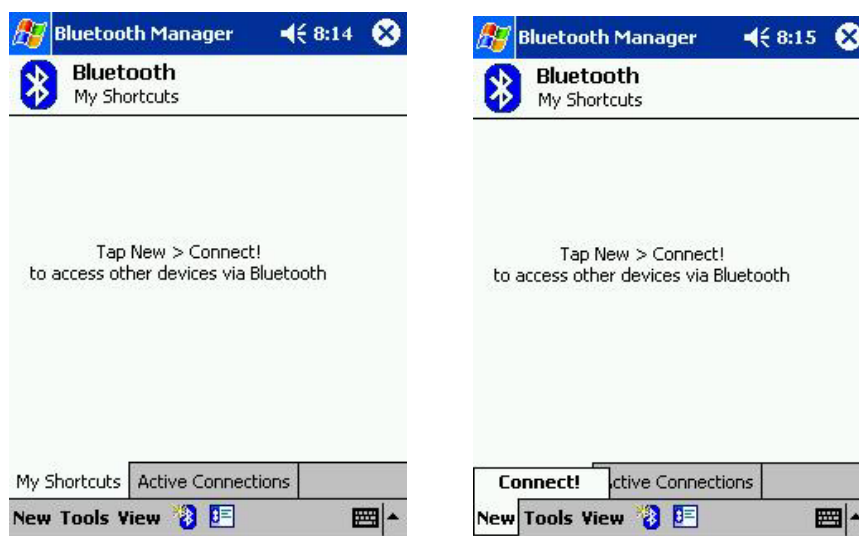 Bluetooth Manager 8:14
Bluetooth
My Shortcuts
Tap New > Connect!
to access other devices via Bluetooth
My Shortcuts Active Connections
New Tools View
Bluetooth Manager 8:15
Bluetooth
My Shortcuts
Tap New > Connect!
to access other devices via Bluetooth
Connect! ctive Connections
New Tools View